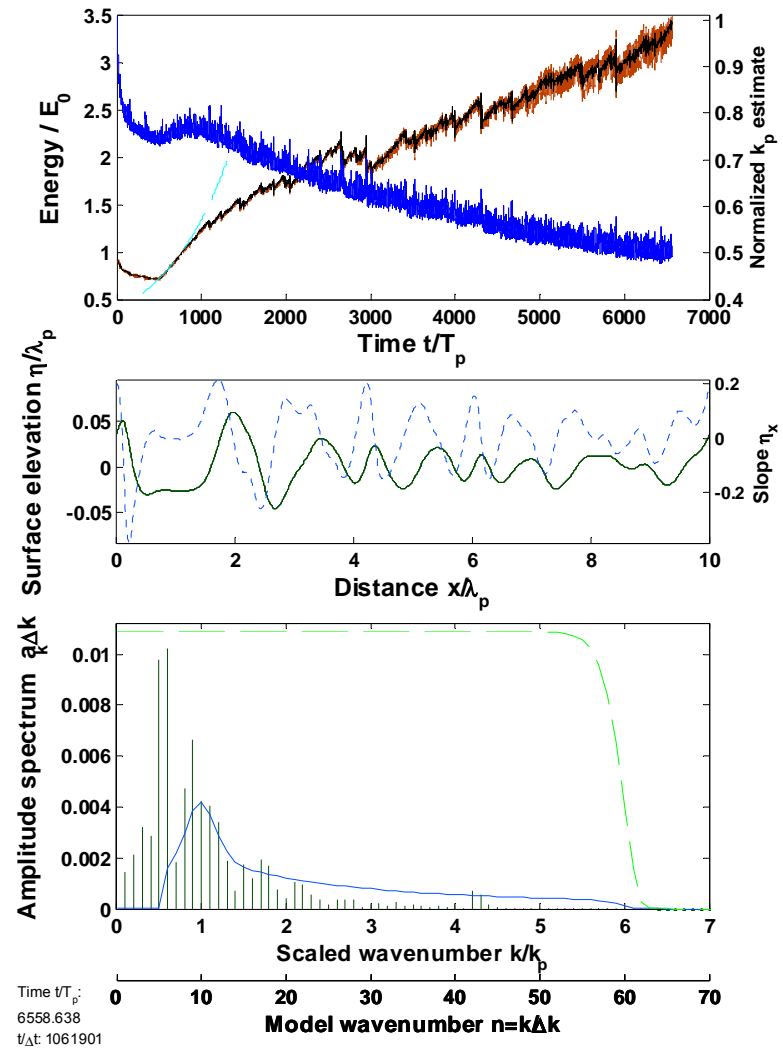 3.5
3
2.5
2
1.5
1
0.5
Energy / E0
1
0.9
0.8
0.7
0.6
0.5
0.4
Normalized kp estimate
0 1000 2000 3000 4000 5000 6000 7000
Time t/Tp
Surface elevation η/λp
0.05
0
-0.05
0.2
0
-0.2
Slope ηx
0 2 4 6 8 10
Distance x/λp
Amplitude spectrum akΔk
0.01
0.008
0.006
0.004
0.002
0
0 1 2 3 4 5 6 7
Scaled wavenumber k/kp
0 10 20 30 40 50 60 70
Model wavenumber n=k/Δk
Time t/Tp:
6558.638
t/Δt: 1061901